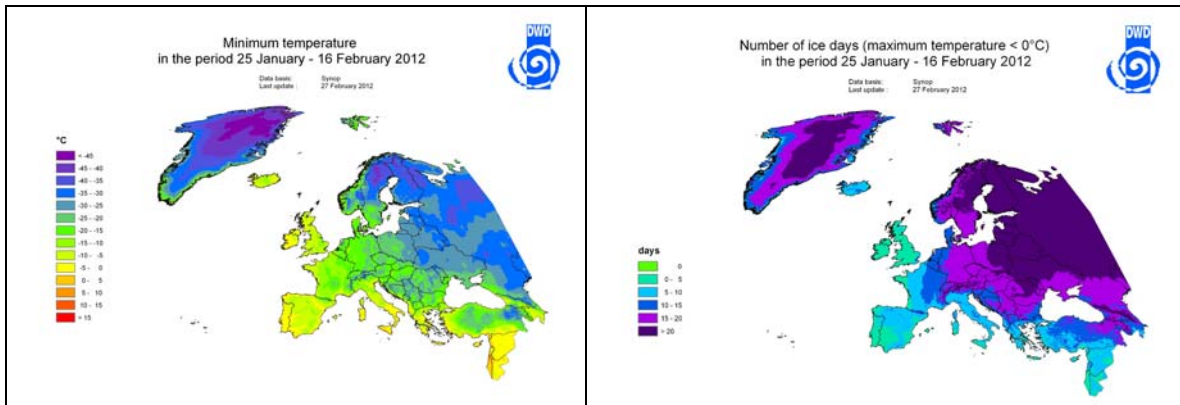 DWD
Minimum temperature
in the period 25 January - 16 February 2012
Data basis: Synop
Last update : 27 February 2012
°C
< -45
-45 - -40
-40 - -35
-35 - -30
-30 - -25
-25 - -20
-20 - -15
-15 - -10
-10 - -5
-5 - 0
0 - 5
5 - 10
10 - 15
> 15
DWD
Number of ice days (maximum temperature < 0°C)
in the period 25 January - 16 February 2012
Data basis: Synop
Last update : 27 February 2012
days
0
0 - 5
5 - 10
10 - 15
15 - 20
> 20